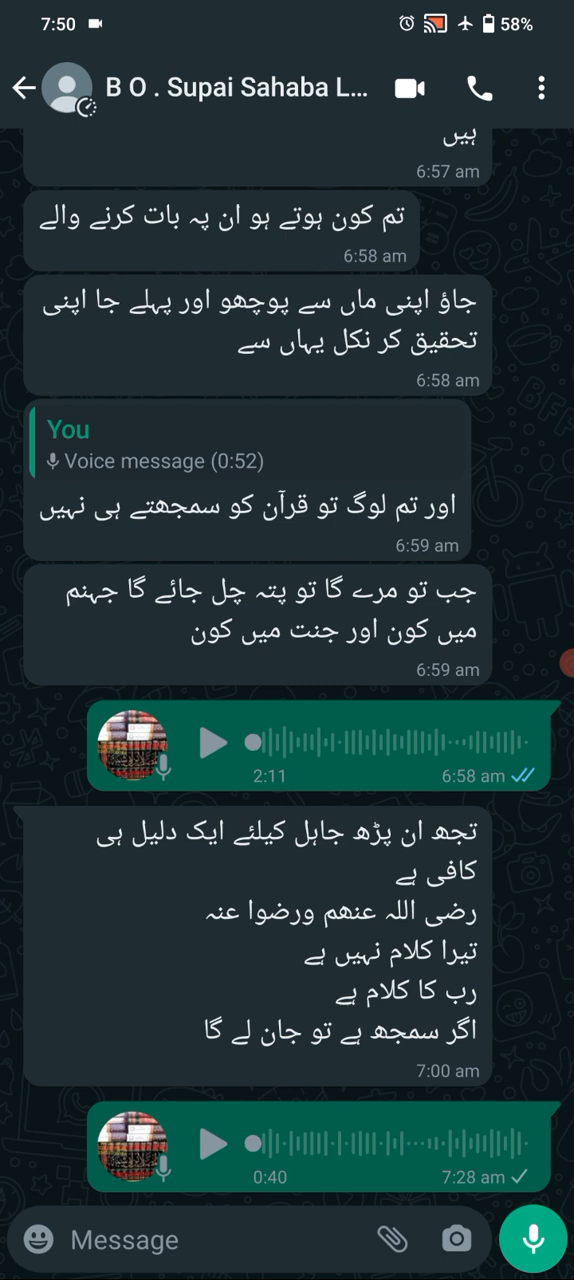 7:50
58%
B O . Supai Sahaba L...
ہیں
6:57 am
تم کون ہوتے ہو ان پہ بات کرنے والے
6:58 am
جاؤ اپنی ماں سے پوچھو اور پہلے جا اپنی
تحقیق کر نکل یہاں سے
6:58 am
You
Voice message (0:52)
اور تم لوگ تو قرآن کو سمجھتے ہی نہیں
6:59 am
جب تو مرے گا تو پتہ چل جائے گا جہنم
میں کون اور جنت میں کون
6:59 am
2:11
6:58 am
تجھ ان پڑھ جاہل کیلئے ایک دلیل ہی
کافی ہے
رضی اللہ عنھم ورضوا عنہ
تیرا کلام نہیں ہے
رب کا کلام ہے
اگر سمجھ ہے تو جان لے گا
7:00 am
0:40
7:28 am
Message